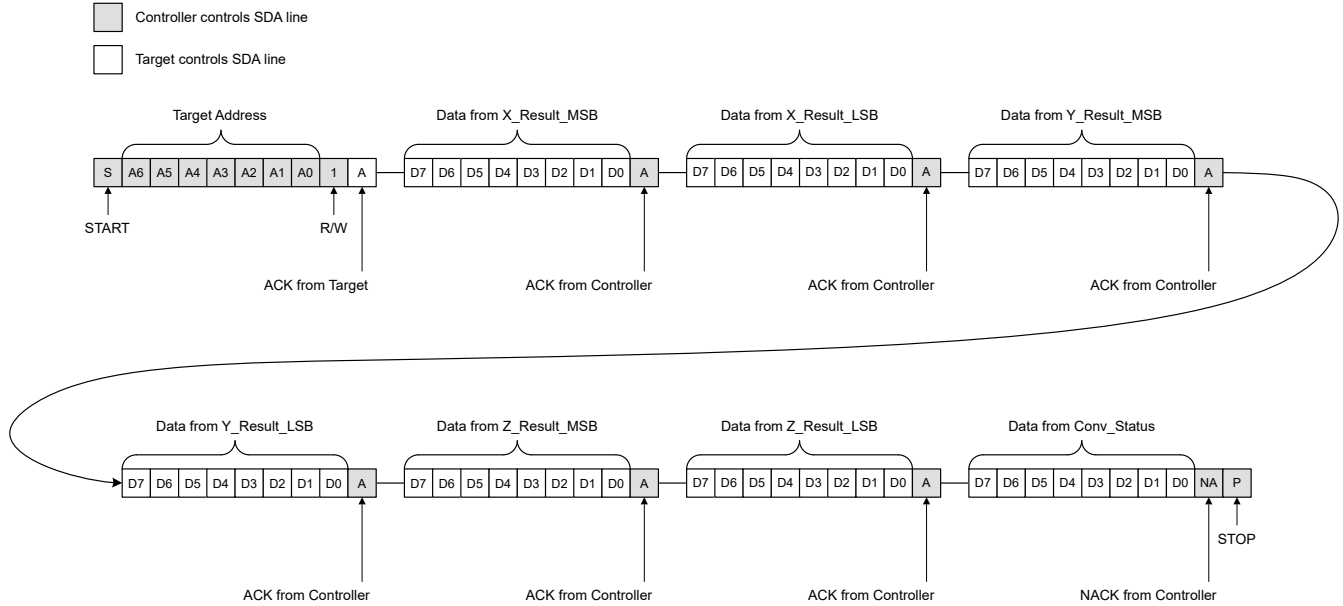 Controller controls SDA line
Target controls SDA line
Target Address Data from X_Result_MSB Data from X_Result_LSB Data from Y_Result_MSB
S A6 A5 A4 A3 A2 A1 A0 1 A D7 D6 D5 D4 D3 D2 D1 D0 A D7 D6 D5 D4 D3 D2 D1 D0 A D7 D6 D5 D4 D3 D2 D1 D0 A
START R/W
ACK from Target ACK from Controller ACK from Controller ACK from Controller
Data from Y_Result_LSB Data from Z_Result_MSB Data from Z_Result_LSB Data from Conv_Status
D7 D6 D5 D4 D3 D2 D1 D0 A D7 D6 D5 D4 D3 D2 D1 D0 A D7 D6 D5 D4 D3 D2 D1 D0 A D7 D6 D5 D4 D3 D2 D1 D0 NA P
STOP
ACK from Controller ACK from Controller ACK from Controller NACK from Controller